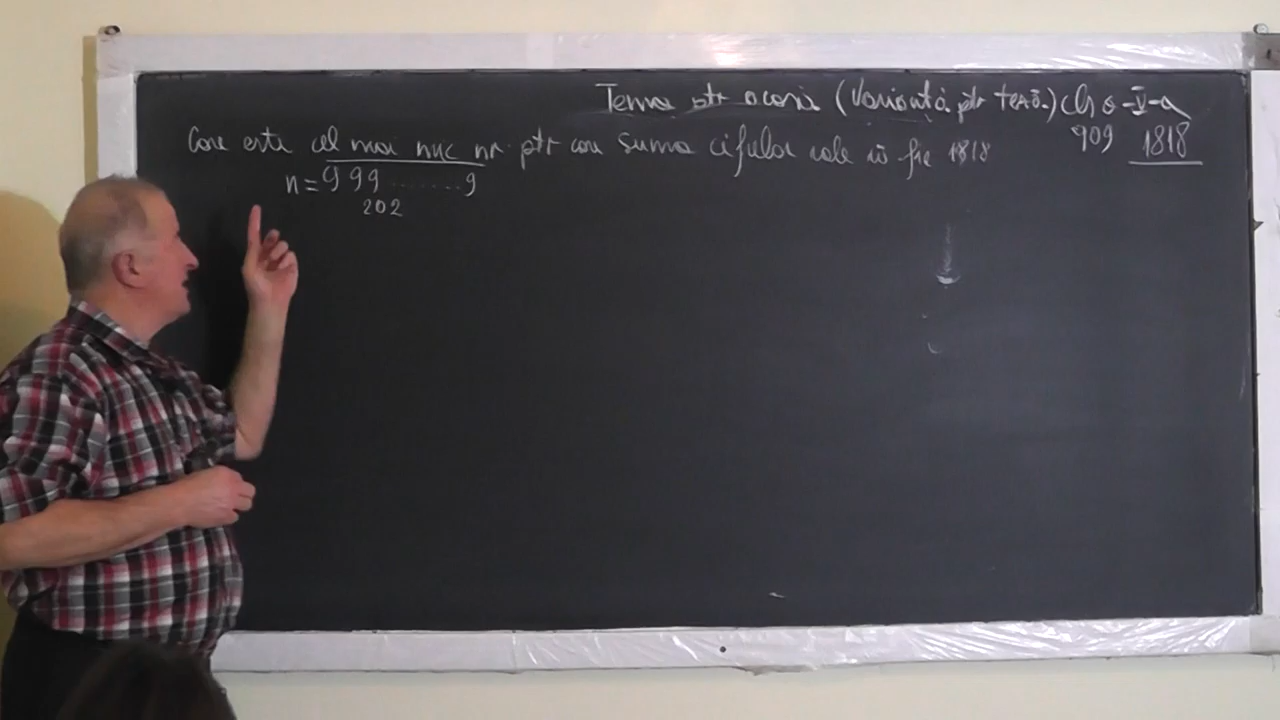 Tema ptr acasă (Varianta ptr teză.) cls a-V-a
909 1818
Care este cel mai mic nr. ptr care suma cifrelor sale să fie 1818
n = 999.......9
202